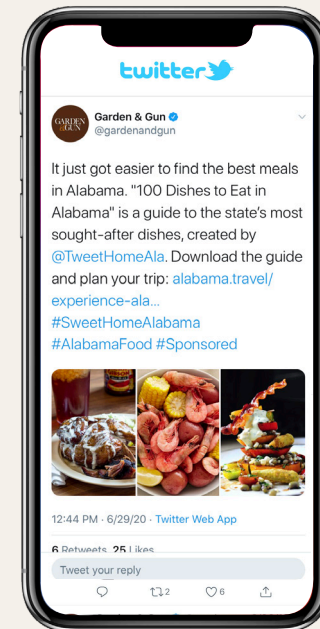 twitter
GARDEN
&GUN
Garden & Gun
@gardenandgun
It just got easier to find the best meals
in Alabama. "100 Dishes to Eat in
Alabama" is a guide to the state's most
sought-after dishes, created by
@TweetHomeAla. Download the guide
and plan your trip: alabama.travel/
experience-ala...
#SweetHomeAlabama
#AlabamaFood #Sponsored
12:44 PM · 6/29/20 · Twitter Web App
6 Retweets 25 Likes
Tweet your reply
2
6